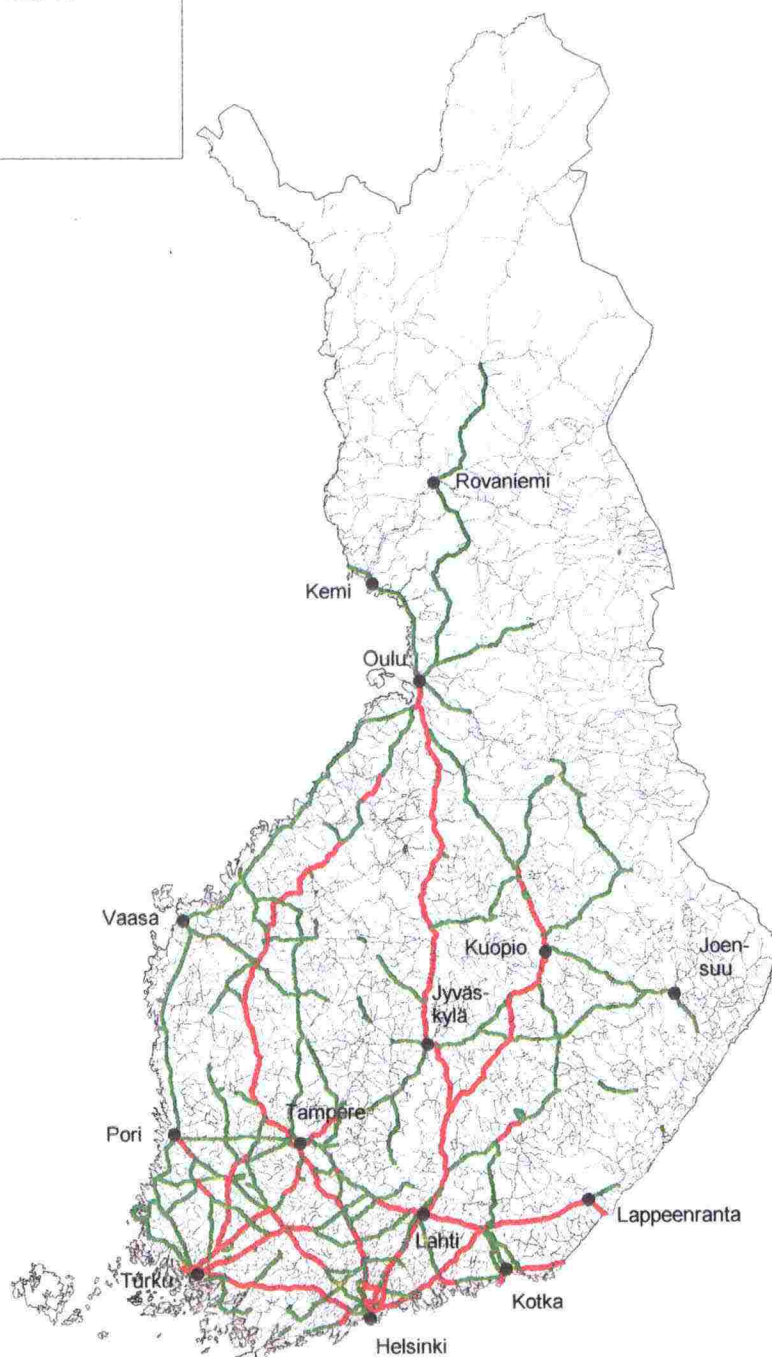 Rovaniemi
Kemi
Oulu
Vaasa
Kuopio
Joen-
suu
Jyväs-
kylä
Tampere
Pori
Lappeenranta
Lahti
Turku
Kotka
Helsinki